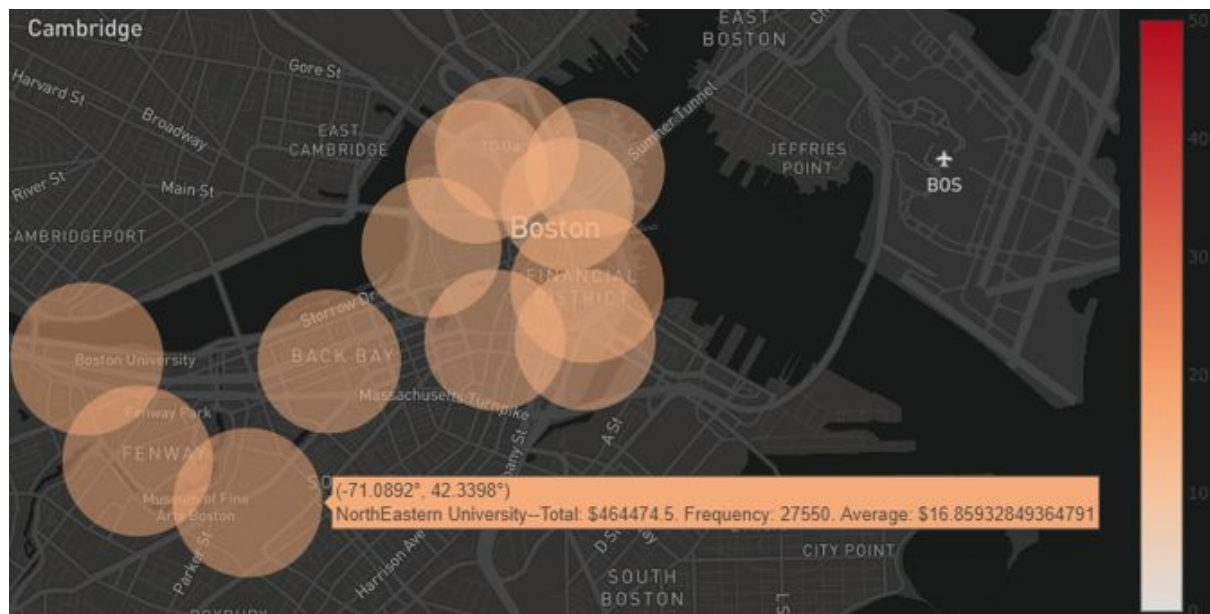 Cambridge
EAST
BOSTON
Gore St
Harvard St
Broadway
EAST
CAMBRIDGE
TD Garden
Sumner Tunnel
JEFFRIES
POINT
BOS
River St
Main St
CAMBRIDGEPORT
Boston
FINANCIAL
DISTRICT
Storrow Dr
Boston University
BACK BAY
Massachusetts Turnpike
Fenway Park
A St
FENWAY
Museum of Fine
Arts Boston
(-71.0892°, 42.3398°)
NorthEastern University--Total: $464474.5. Frequency: 27550. Average: $16.85932849364791
Parker St
Harrison Ave
CITY POINT
SOUTH
BOSTON
50
40
30
20
10
0